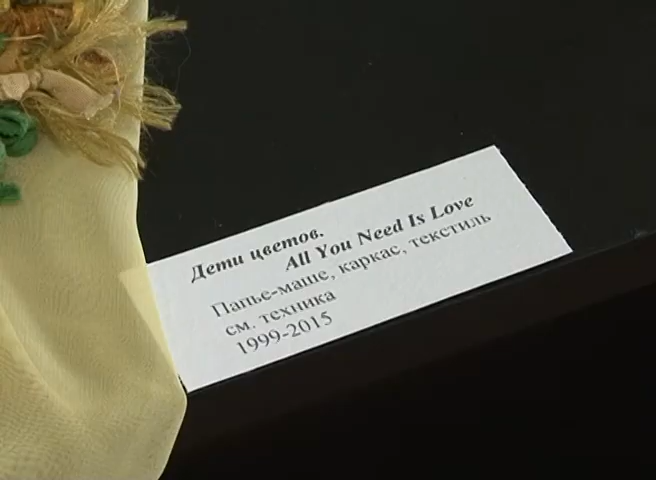 Дети цветов.
All You Need Is Love
Папье-маше, каркас, текстиль
см. техника
1999-2015